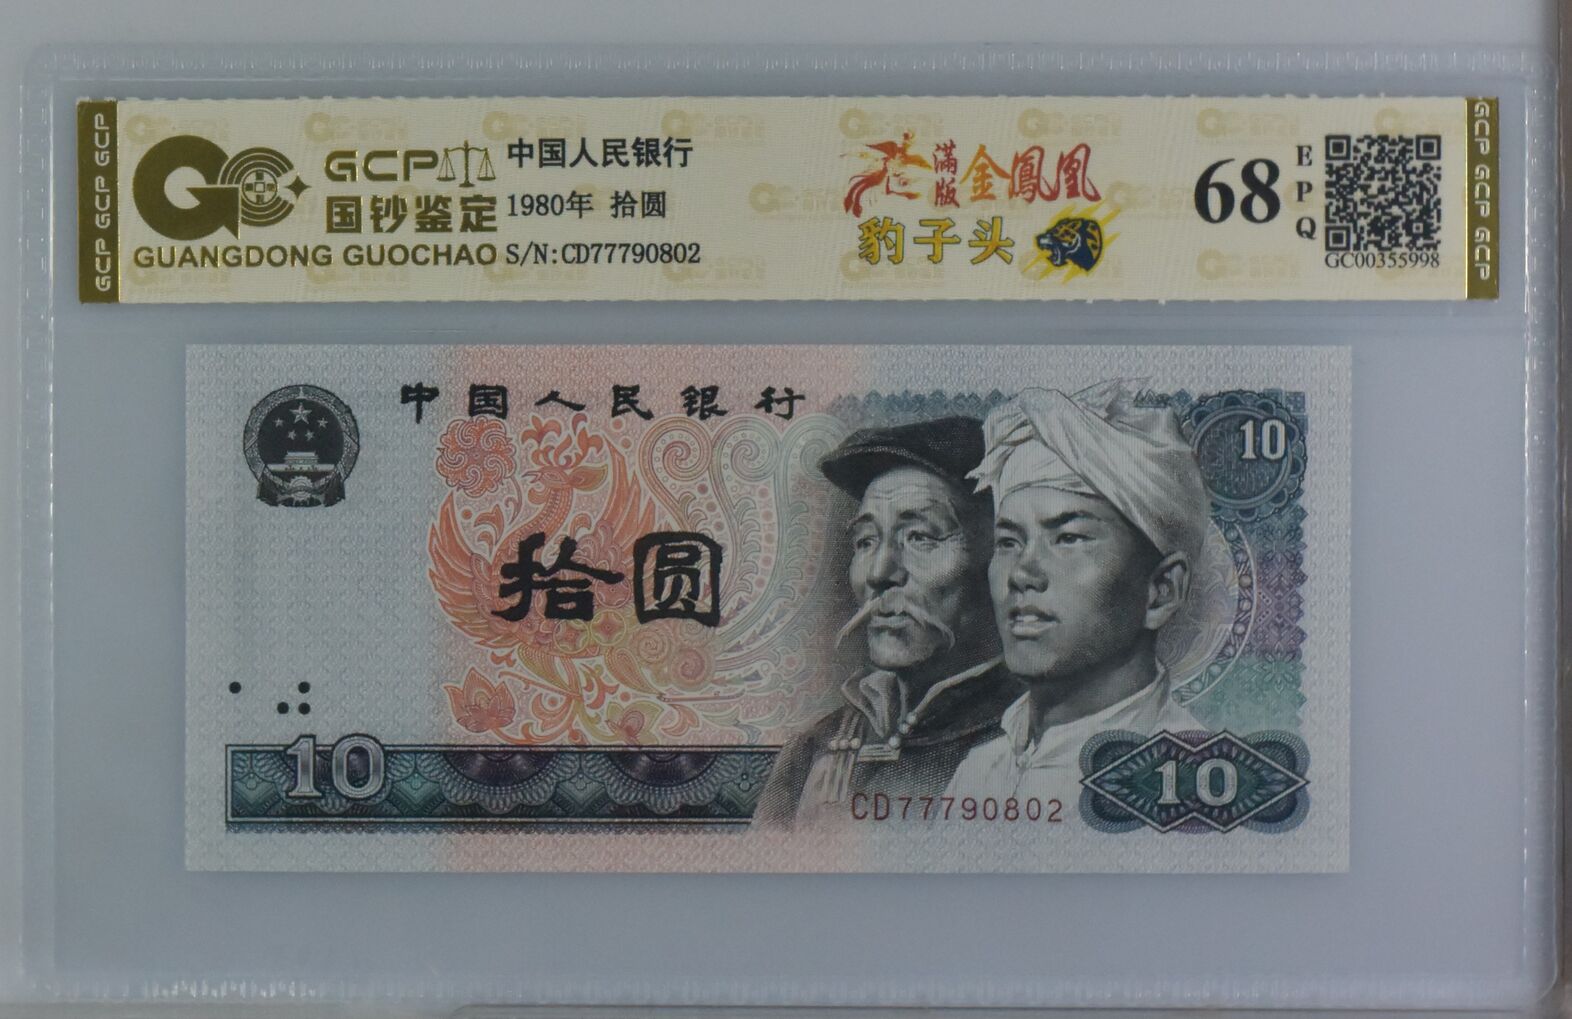 GCP GCP GCP
GCP
国钞鉴定
GUANGDONG GUOCHAO
中国人民银行
1980年 拾圆
S/N:CD77790802
满版
金鳳凰
豹子头
68
EPQ
GC00355998
GCP GCP GCP
中国人民银行
10
拾圆
10
CD77790802
10